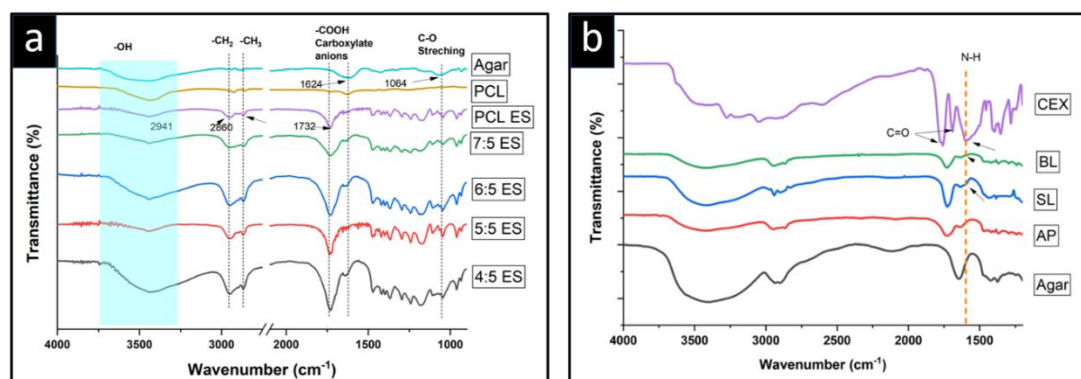 a
-OH
-CH2
-CH3
-COOH
Carboxylate
anions
C-O
Streching
Agar
1624
1064
PCL
PCL ES
2941
2860
1732
7:5 ES
6:5 ES
5:5 ES
4:5 ES
Transmittance (%)
4000
3500
3000
2100
1500
1000
Wavenumber (cm-1)
b
N-H
CEX
C=O
BL
SL
AP
Agar
Transmittance (%)
4000
3500
3000
2500
2000
1500
Wavenumber (cm-1)